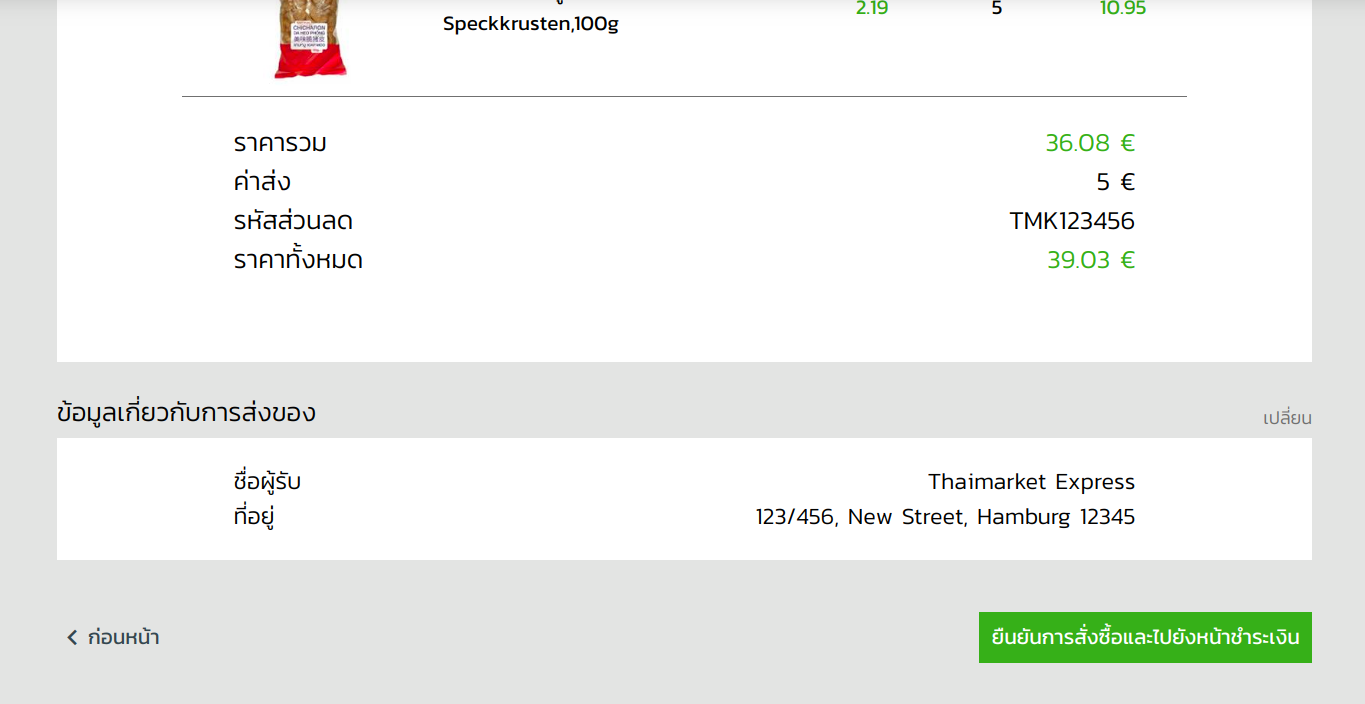 2.19 5 10.95
Speckkrusten,100g
CHICHARON
DA HEO PHỒNG
ราคารวม 36.08 €
ค่าส่ง 5 €
รหัสส่วนลด TMK123456
ราคาทั้งหมด 39.03 €
ข้อมูลเกี่ยวกับการส่งของ
เปลี่ยน
ชื่อผู้รับ Thaimarket Express
ที่อยู่ 123/456, New Street, Hamburg 12345
ก่อนหน้า
ยืนยันการสั่งซื้อและไปยังหน้าชำระเงิน